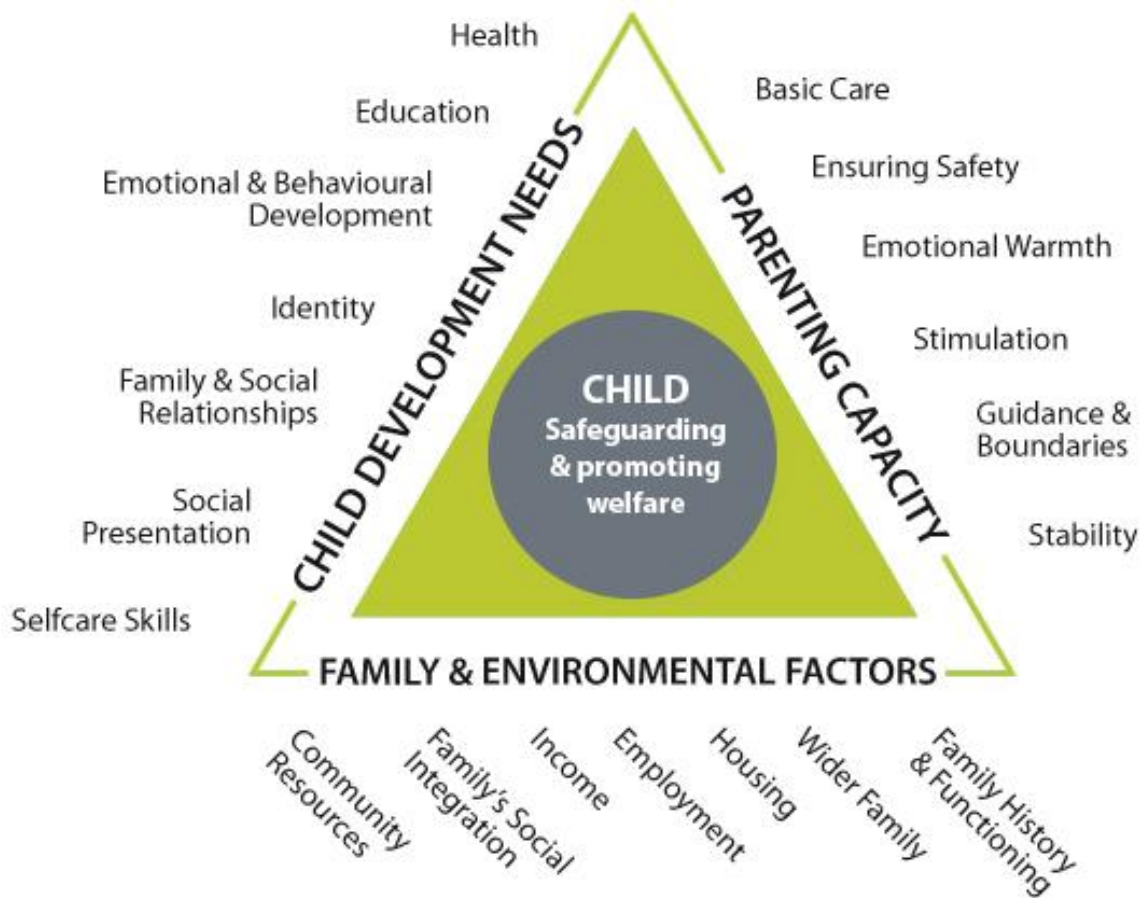 Health
Education
Emotional & Behavioural
Development
Identity
Family & Social
Relationships
Social
Presentation
Selfcare Skills
CHILD DEVELOPMENT NEEDS
Basic Care
Ensuring Safety
Emotional Warmth
Stimulation
Guidance &
Boundaries
Stability
PARENTING CAPACITY
CHILD
Safeguarding
& promoting
welfare
FAMILY & ENVIRONMENTAL FACTORS
Community
Resources
Family's Social
Integration
Income
Employment
Housing
Wider Family
Family History
& Functioning